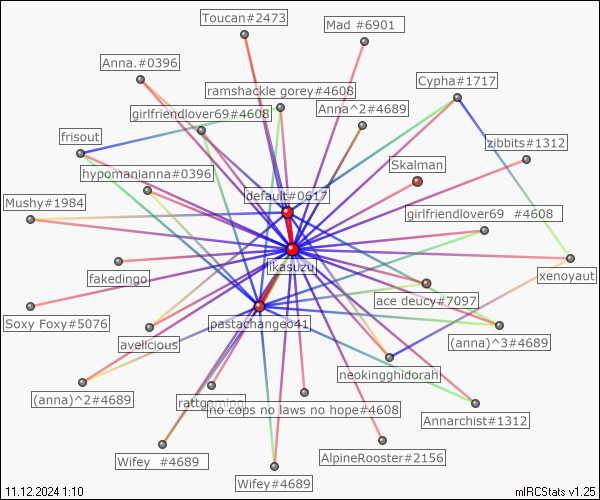 Toucan#2473
Mad #6901
Anna.#0396
Cypha#1717
ramshackle gorey#4608
Anna^2#4689
girlfriendlover69#4608
frisout
zibbits#1312
Skalman
hypomanianna#0396
default#0617
Mushy#1984
girlfriendlover69 #4608
ikasuzu
fakedingo
xenoyaut
ace deucy#7097
Soxy Foxy#5076
pastachangeo41
avelicious
(anna)^3#4689
neokingghidorah
(anna)^2#4689
rattgaming
no cops no laws no hope#4608
Annarchist#1312
Wifey #4689
AlpineRooster#2156
Wifey#4689
11.12.2024 1:10
mIRCStats v1.25